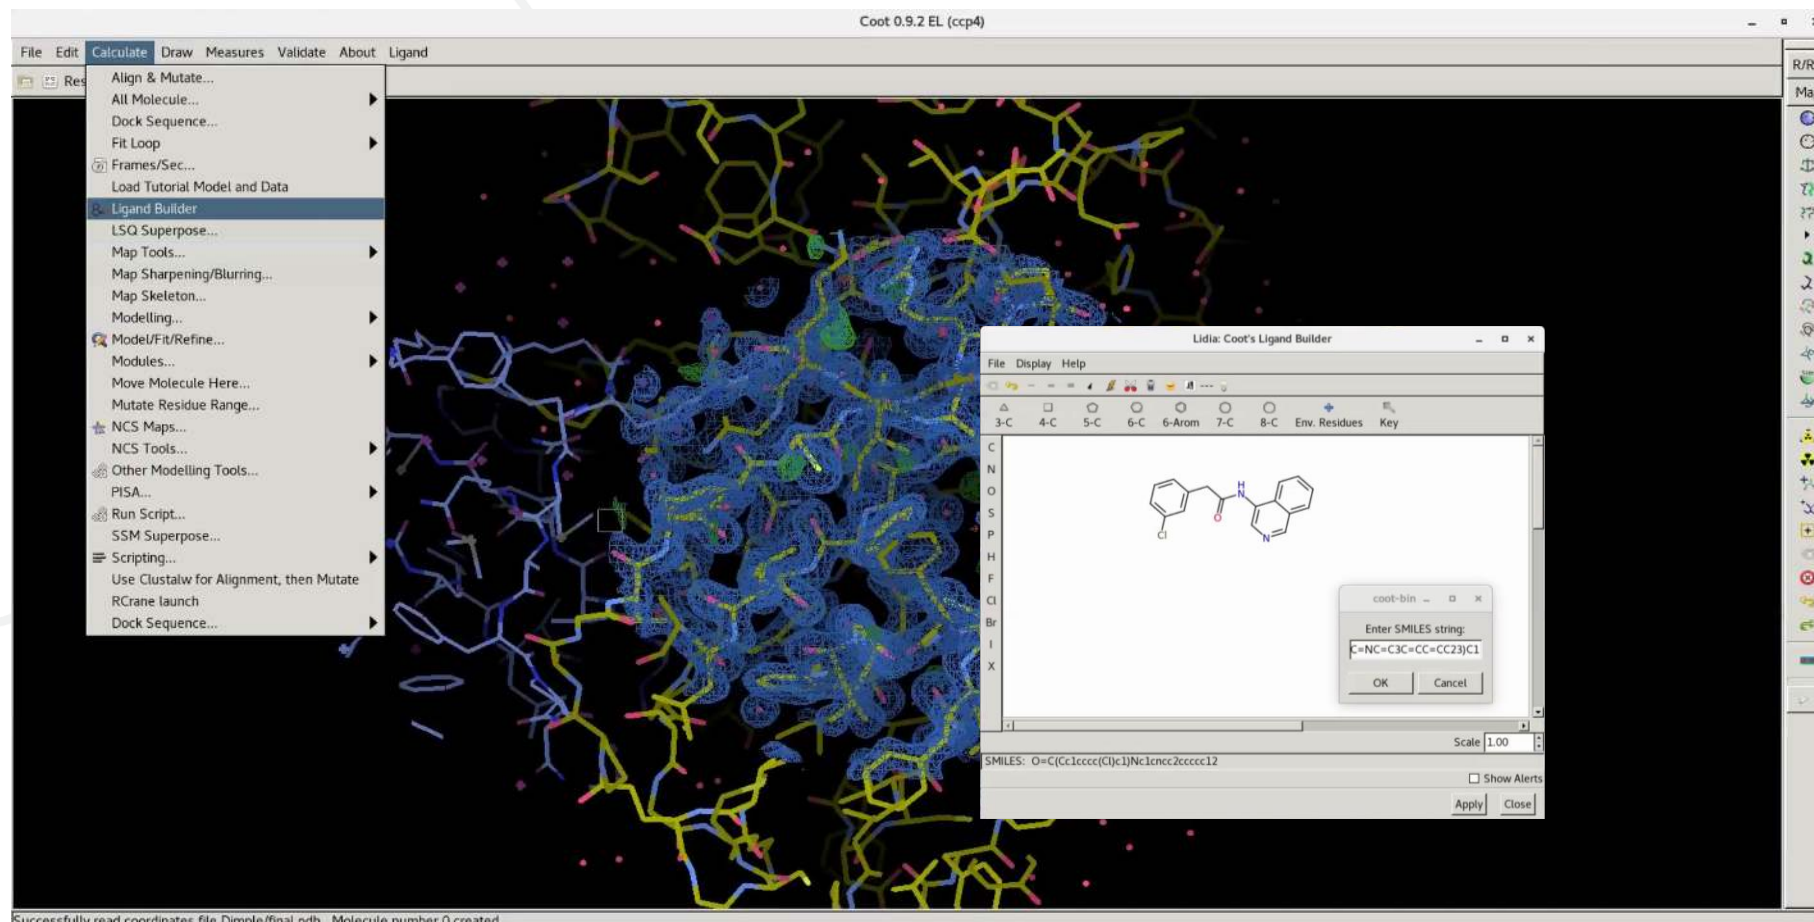 Coot 0.9.2 EL (ccp4)
File Edit Calculate Draw Measures Validate About Ligand
Res
R/R
Ma
Align & Mutate...
All Molecule...
Dock Sequence...
Fit Loop
Frames/Sec...
Load Tutorial Model and Data
Ligand Builder
LSQ Superpose...
Map Tools...
Map Sharpening/Blurring...
Map Skeleton...
Modelling...
Model/Fit/Refine...
Modules...
Move Molecule Here...
Mutate Residue Range...
NCS Maps...
NCS Tools...
Other Modelling Tools...
PISA...
Run Script...
SSM Superpose...
Scripting...
Use Clustalw for Alignment, then Mutate
RCrane launch
Dock Sequence...
Lidia: Coot's Ligand Builder
File Display Help
3-C 4-C 5-C 6-C 6-Arom 7-C 8-C Env. Residues Key
C
N
O
S
P
H
F
Cl
Br
I
X
H
N
O
Cl
N
coot-bin
Enter SMILES string:
C=NC=C3C=CC=CC23)C1
OK Cancel
Scale 1.00
SMILES: O=C(Cc1cccc(Cl)c1)Nc1cncc2ccccc12
Show Alerts
Apply Close
Successfully read coordinates file Dimple/final.pdb. Molecule number 0 created.